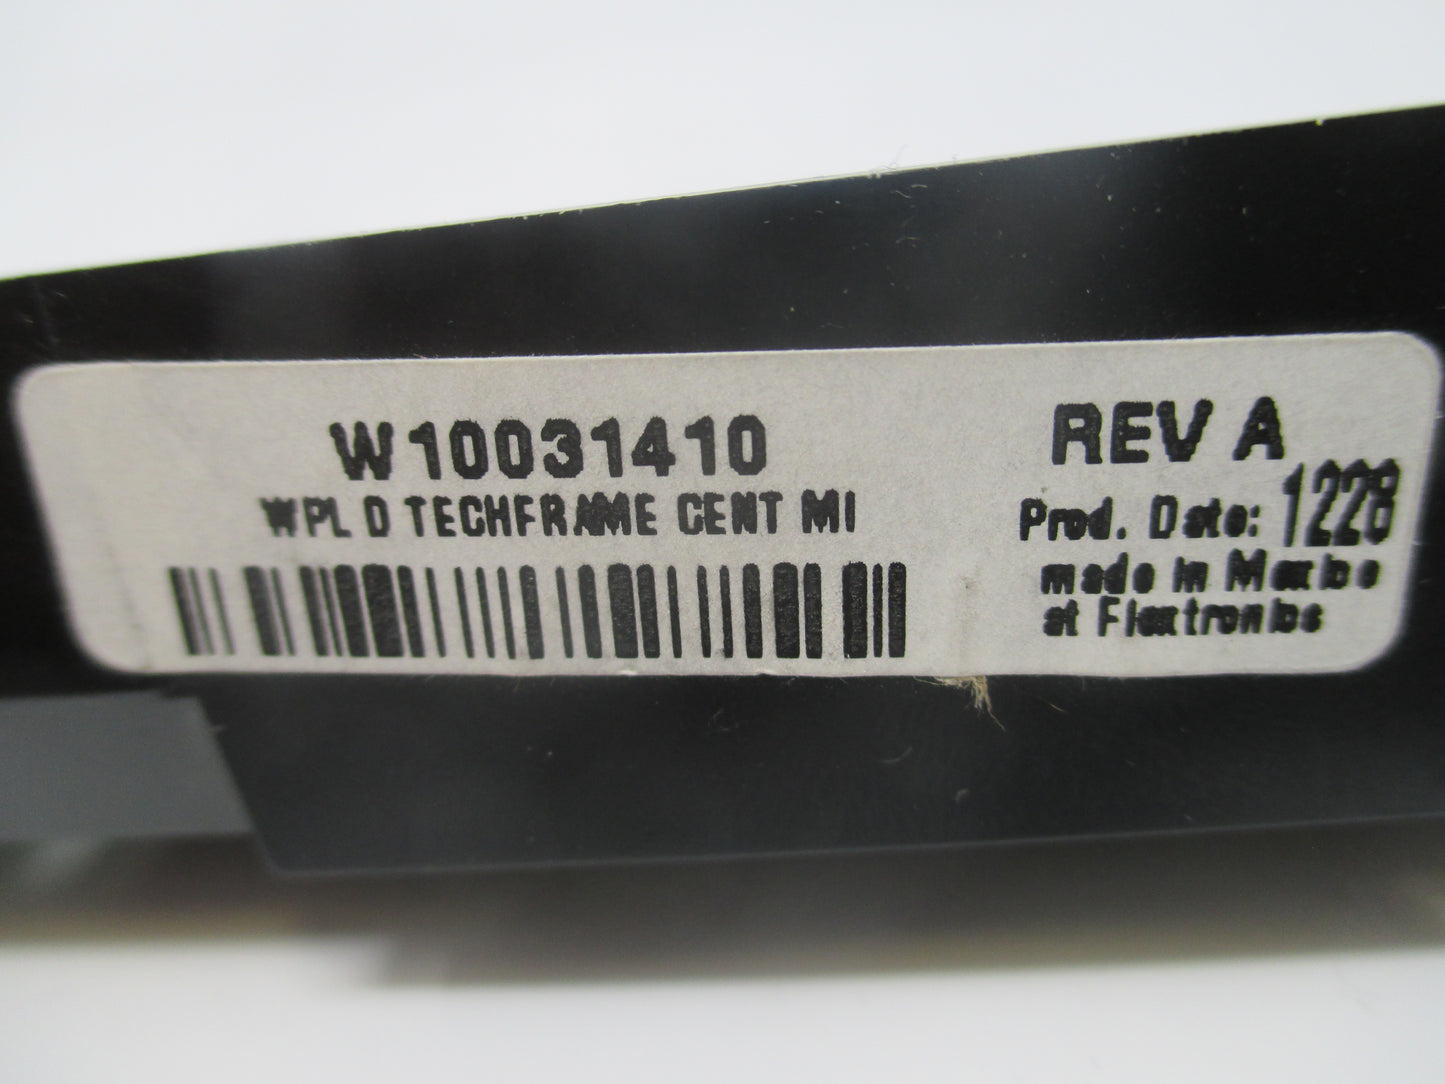 W10031410
WPL D TECHFRAME CENT MI
REV A
Prod. Date: 1228
made in Mexico
at Flextronics